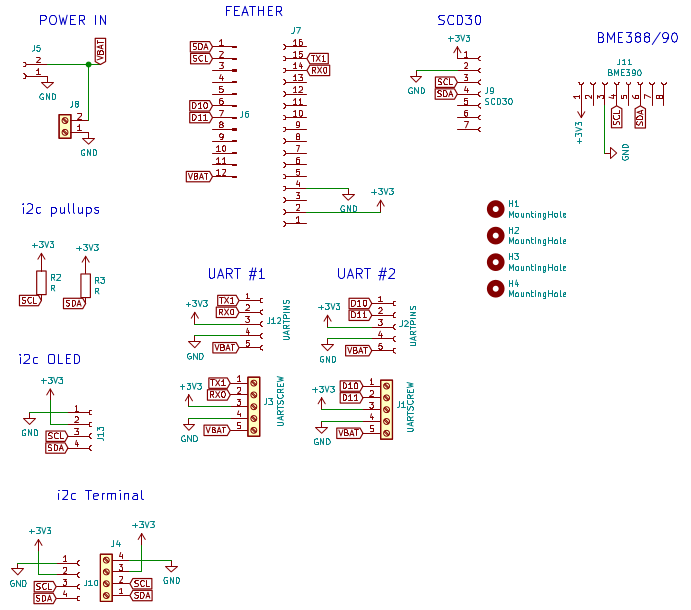 POWER IN
J5
2
1
VBAT
GND
J8
2
1
GND
FEATHER
SDA 1
SCL 2
3
4
5
D10 6
D11 7
8
9
10
11
VBAT 12
J6
J7
16
TX1 15
RX0 14
13
12
11
10
9
8
7
6
5
4
3
2
1
GND
+3V3
SCD30
+3V3
1
2
SCL 3
SDA 4
5
6
7
GND
J9
SCD30
BME388/90
J11
BME390
1 2 3 4 5 6 7 8
+3V3
SCL
SDA
GND
i2c pullups
+3V3
R2
R
SCL
+3V3
R3
R
SDA
H1
MountingHole
H2
MountingHole
H3
MountingHole
H4
MountingHole
UART #1
TX1 1
RX0 2
3
4
VBAT 5
+3V3
GND
J12
UARTPINS
TX1 1
RX0 2
3
4
VBAT 5
+3V3
GND
J3
UARTSCREW
UART #2
D10 1
D11 2
3
4
VBAT 5
+3V3
GND
J2
UARTPINS
D10 1
D11 2
3
4
VBAT 5
+3V3
GND
J1
UARTSCREW
i2c OLED
+3V3
1
2
SCL 3
SDA 4
GND
J13
i2c Terminal
+3V3
1
2
SCL 3
SDA 4
GND
J10
J4
+3V3
4
3
2 SCL
1 SDA
GND